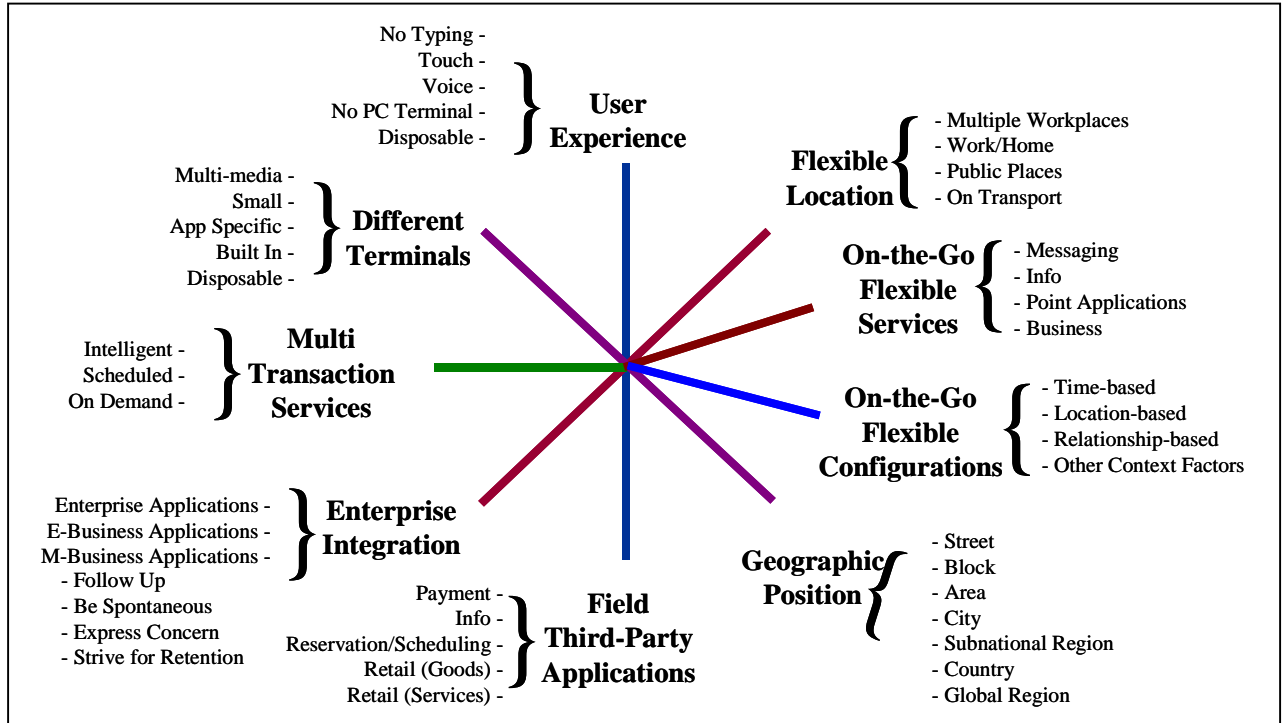 No Typing -
Touch -
Voice -
No PC Terminal -
Disposable -
User
Experience
Flexible
Location
- Multiple Workplaces
- Work/Home
- Public Places
- On Transport
Multi-media -
Small -
App Specific -
Built In -
Disposable -
Different
Terminals
On-the-Go
Flexible
Services
- Messaging
- Info
- Point Applications
- Business
Intelligent -
Scheduled -
On Demand -
Multi
Transaction
Services
On-the-Go
Flexible
Configurations
- Time-based
- Location-based
- Relationship-based
- Other Context Factors
Enterprise Applications -
E-Business Applications -
M-Business Applications -
- Follow Up
- Be Spontaneous
- Express Concern
- Strive for Retention
Enterprise
Integration
Payment -
Info -
Reservation/Scheduling -
Retail (Goods) -
Retail (Services) -
Field
Third-Party
Applications
Geographic
Position
- Street
- Block
- Area
- City
- Subnational Region
- Country
- Global Region